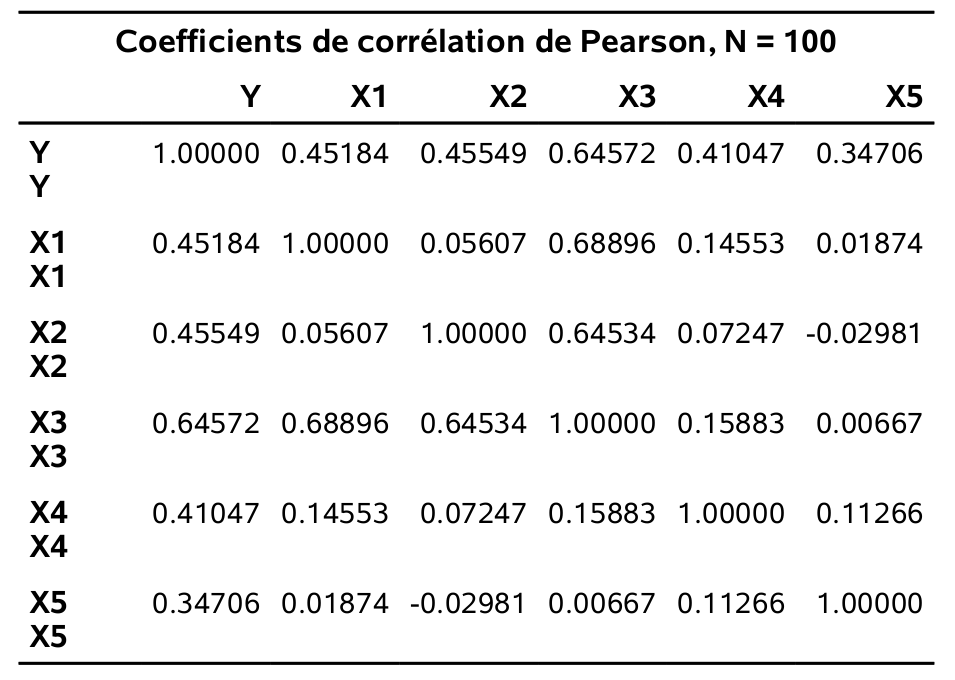 Coefficients de corrélation de Pearson, N = 100
Y X1 X2 X3 X4 X5
Y 1.00000 0.45184 0.45549 0.64572 0.41047 0.34706
Y
X1 0.45184 1.00000 0.05607 0.68896 0.14553 0.01874
X1
X2 0.45549 0.05607 1.00000 0.64534 0.07247 -0.02981
X2
X3 0.64572 0.68896 0.64534 1.00000 0.15883 0.00667
X3
X4 0.41047 0.14553 0.07247 0.15883 1.00000 0.11266
X4
X5 0.34706 0.01874 -0.02981 0.00667 0.11266 1.00000
X5